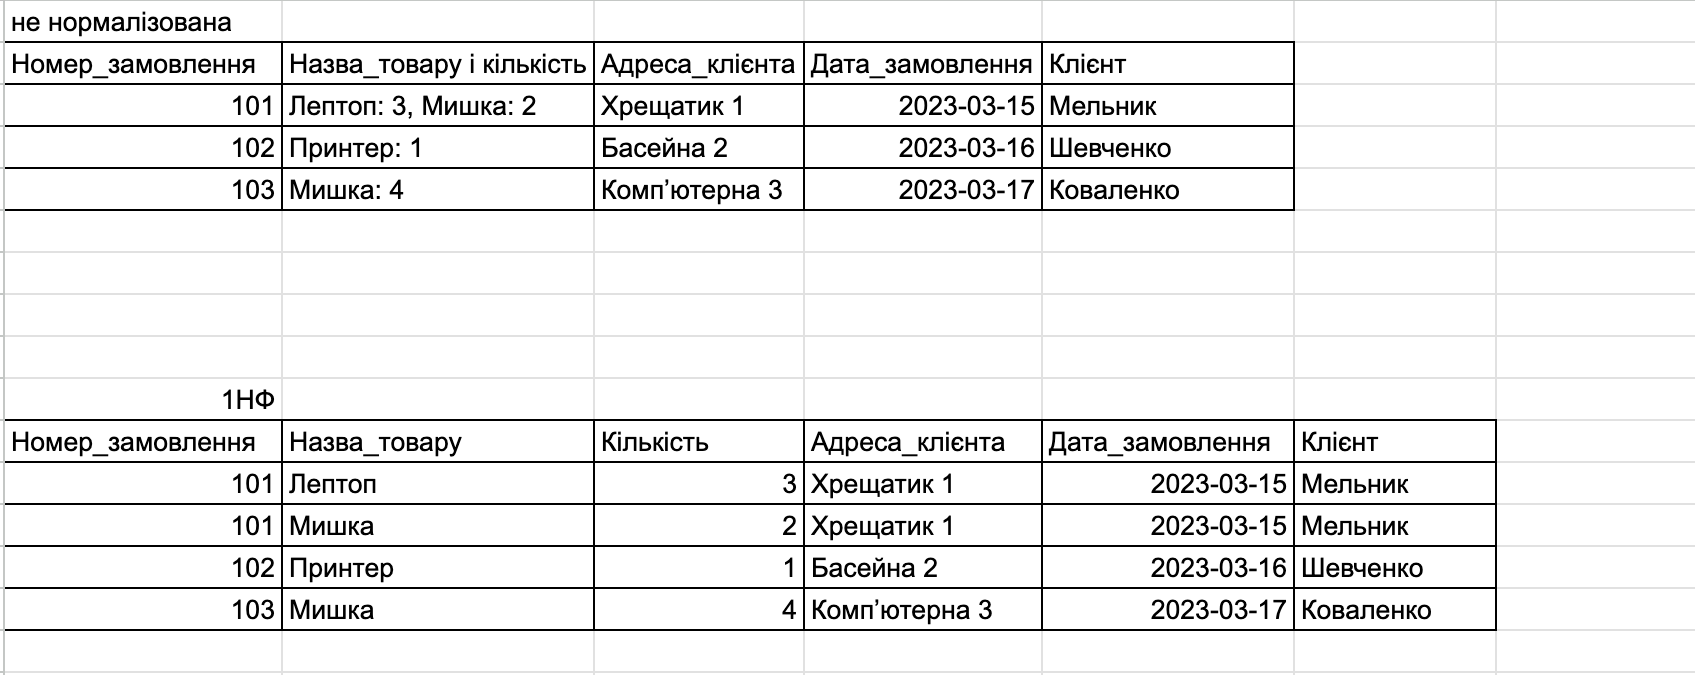 не нормалізована
Номер_замовлення Назва_товару і кількість Адреса_клієнта Дата_замовлення Клієнт
101 Лептоп: 3, Мишка: 2 Хрещатик 1 2023-03-15 Мельник
102 Принтер: 1 Басейна 2 2023-03-16 Шевченко
103 Мишка: 4 Комп’ютерна 3 2023-03-17 Коваленко
1НФ
Номер_замовлення Назва_товару Кількість Адреса_клієнта Дата_замовлення Клієнт
101 Лептоп 3 Хрещатик 1 2023-03-15 Мельник
101 Мишка 2 Хрещатик 1 2023-03-15 Мельник
102 Принтер 1 Басейна 2 2023-03-16 Шевченко
103 Мишка 4 Комп’ютерна 3 2023-03-17 Коваленко